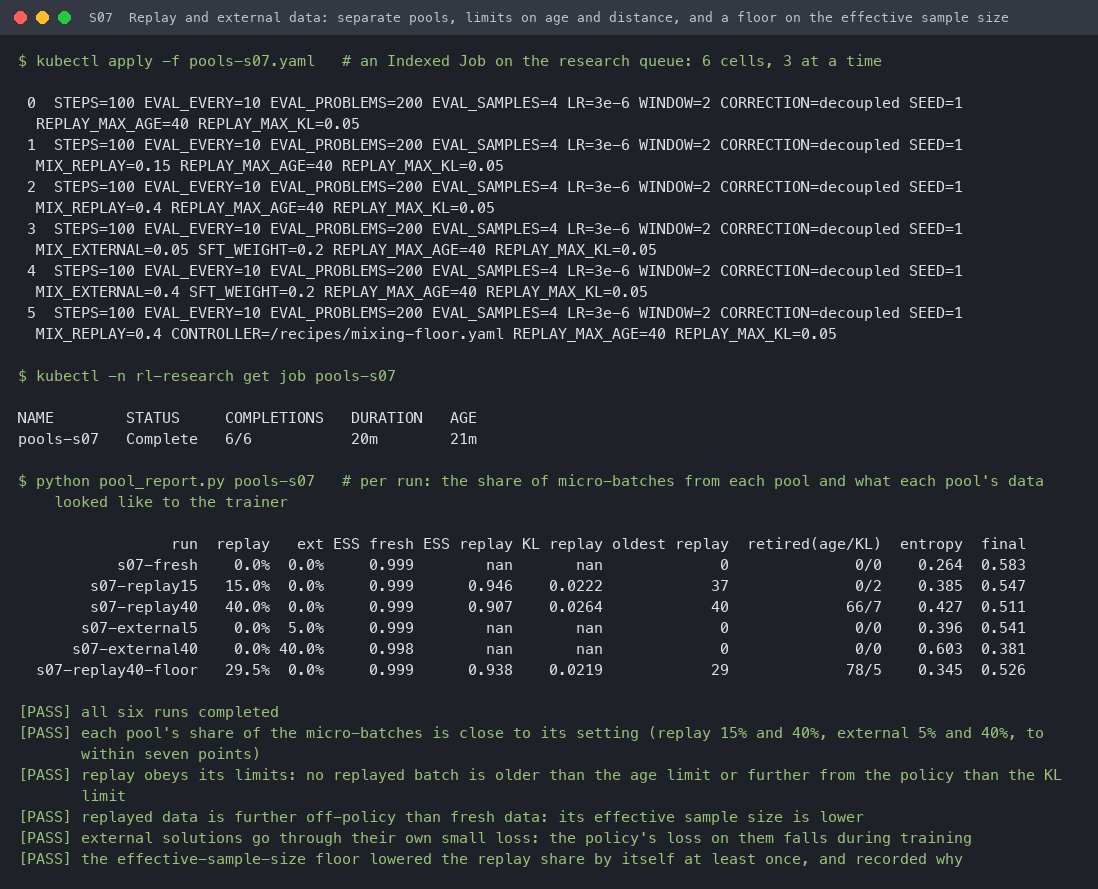 S07 Replay and external data: separate pools, limits on age and distance, and a floor on the effective sample size
$ kubectl apply -f pools-s07.yaml   # an Indexed Job on the research queue: 6 cells, 3 at a time
0  STEPS=100 EVAL_EVERY=10 EVAL_PROBLEMS=200 EVAL_SAMPLES=4 LR=3e-6 WINDOW=2 CORRECTION=decoupled SEED=1
REPLAY_MAX_AGE=40 REPLAY_MAX_KL=0.05
1  STEPS=100 EVAL_EVERY=10 EVAL_PROBLEMS=200 EVAL_SAMPLES=4 LR=3e-6 WINDOW=2 CORRECTION=decoupled SEED=1
MIX_REPLAY=0.15 REPLAY_MAX_AGE=40 REPLAY_MAX_KL=0.05
2  STEPS=100 EVAL_EVERY=10 EVAL_PROBLEMS=200 EVAL_SAMPLES=4 LR=3e-6 WINDOW=2 CORRECTION=decoupled SEED=1
MIX_REPLAY=0.4 REPLAY_MAX_AGE=40 REPLAY_MAX_KL=0.05
3  STEPS=100 EVAL_EVERY=10 EVAL_PROBLEMS=200 EVAL_SAMPLES=4 LR=3e-6 WINDOW=2 CORRECTION=decoupled SEED=1
MIX_EXTERNAL=0.05 SFT_WEIGHT=0.2 REPLAY_MAX_AGE=40 REPLAY_MAX_KL=0.05
4  STEPS=100 EVAL_EVERY=10 EVAL_PROBLEMS=200 EVAL_SAMPLES=4 LR=3e-6 WINDOW=2 CORRECTION=decoupled SEED=1
MIX_EXTERNAL=0.4 SFT_WEIGHT=0.2 REPLAY_MAX_AGE=40 REPLAY_MAX_KL=0.05
5  STEPS=100 EVAL_EVERY=10 EVAL_PROBLEMS=200 EVAL_SAMPLES=4 LR=3e-6 WINDOW=2 CORRECTION=decoupled SEED=1
MIX_REPLAY=0.4 CONTROLLER=/recipes/mixing-floor.yaml REPLAY_MAX_AGE=40 REPLAY_MAX_KL=0.05
$ kubectl -n rl-research get job pools-s07
NAME        STATUS     COMPLETIONS   DURATION   AGE
pools-s07   Complete   6/6           20m        21m
$ python pool_report.py pools-s07   # per run: the share of micro-batches from each pool and what each pool's data
looked like to the trainer
run  replay   ext ESS fresh ESS replay KL replay oldest replay  retired(age/KL)  entropy  final
s07-fresh    0.0%  0.0%     0.999        nan       nan             0              0/0    0.264  0.583
s07-replay15   15.0%  0.0%     0.999      0.946    0.0222            37              0/2    0.385  0.547
s07-replay40   40.0%  0.0%     0.999      0.907    0.0264            40             66/7    0.427  0.511
s07-external5    0.0%  5.0%     0.999        nan       nan             0              0/0    0.396  0.541
s07-external40    0.0% 40.0%     0.998        nan       nan             0              0/0    0.603  0.381
s07-replay40-floor   29.5%  0.0%     0.999      0.938    0.0219            29             78/5    0.345  0.526
[PASS] all six runs completed
[PASS] each pool's share of the micro-batches is close to its setting (replay 15% and 40%, external 5% and 40%, to
within seven points)
[PASS] replay obeys its limits: no replayed batch is older than the age limit or further from the policy than the KL
limit
[PASS] replayed data is further off-policy than fresh data: its effective sample size is lower
[PASS] external solutions go through their own small loss: the policy's loss on them falls during training
[PASS] the effective-sample-size floor lowered the replay share by itself at least once, and recorded why